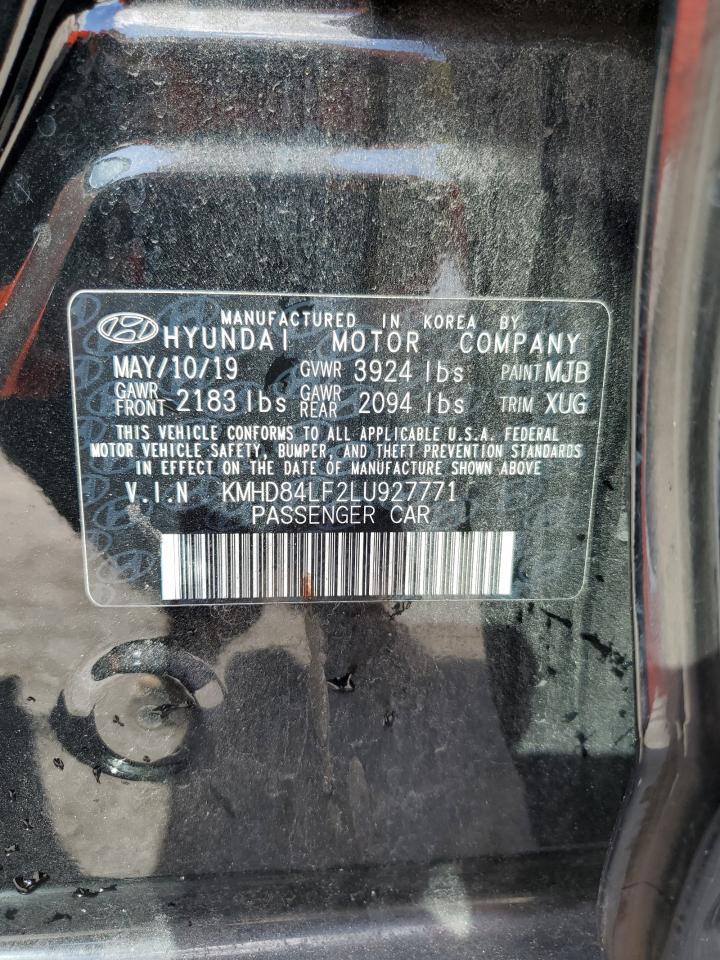 MANUFACTURED IN KOREA BY
HYUNDAI MOTOR COMPANY
MAY/10/19 GVWR 3924 lbs PAINT MJB
GAWR FRONT 2183 lbs GAWR REAR 2094 lbs TRIM XUG
THIS VEHICLE CONFORMS TO ALL APPLICABLE U.S.A. FEDERAL
MOTOR VEHICLE SAFETY, BUMPER, AND THEFT PREVENTION STANDARDS
IN EFFECT ON THE DATE OF MANUFACTURE SHOWN ABOVE
V.I.N KMHD84LF2LU927771
PASSENGER CAR